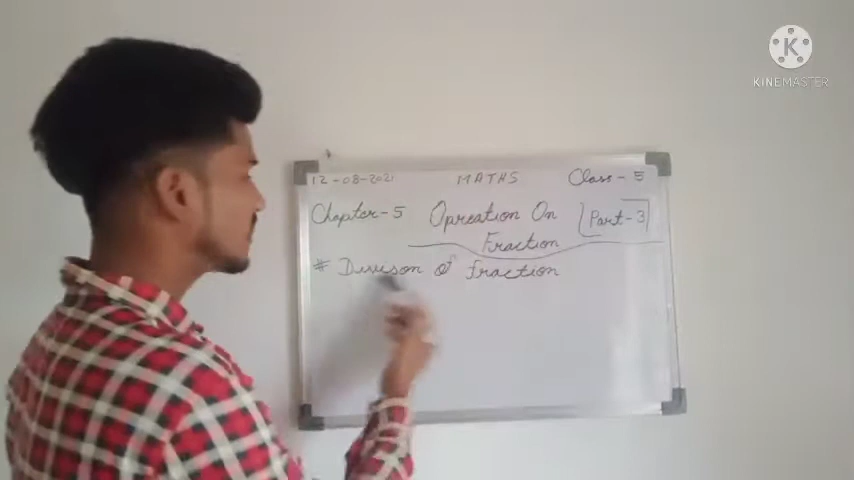 12-08-2021 MATHS Class-5
Chapter-5 Opreation On Part-3
Fraction
# Divison of fraction
K
KINEMASTER